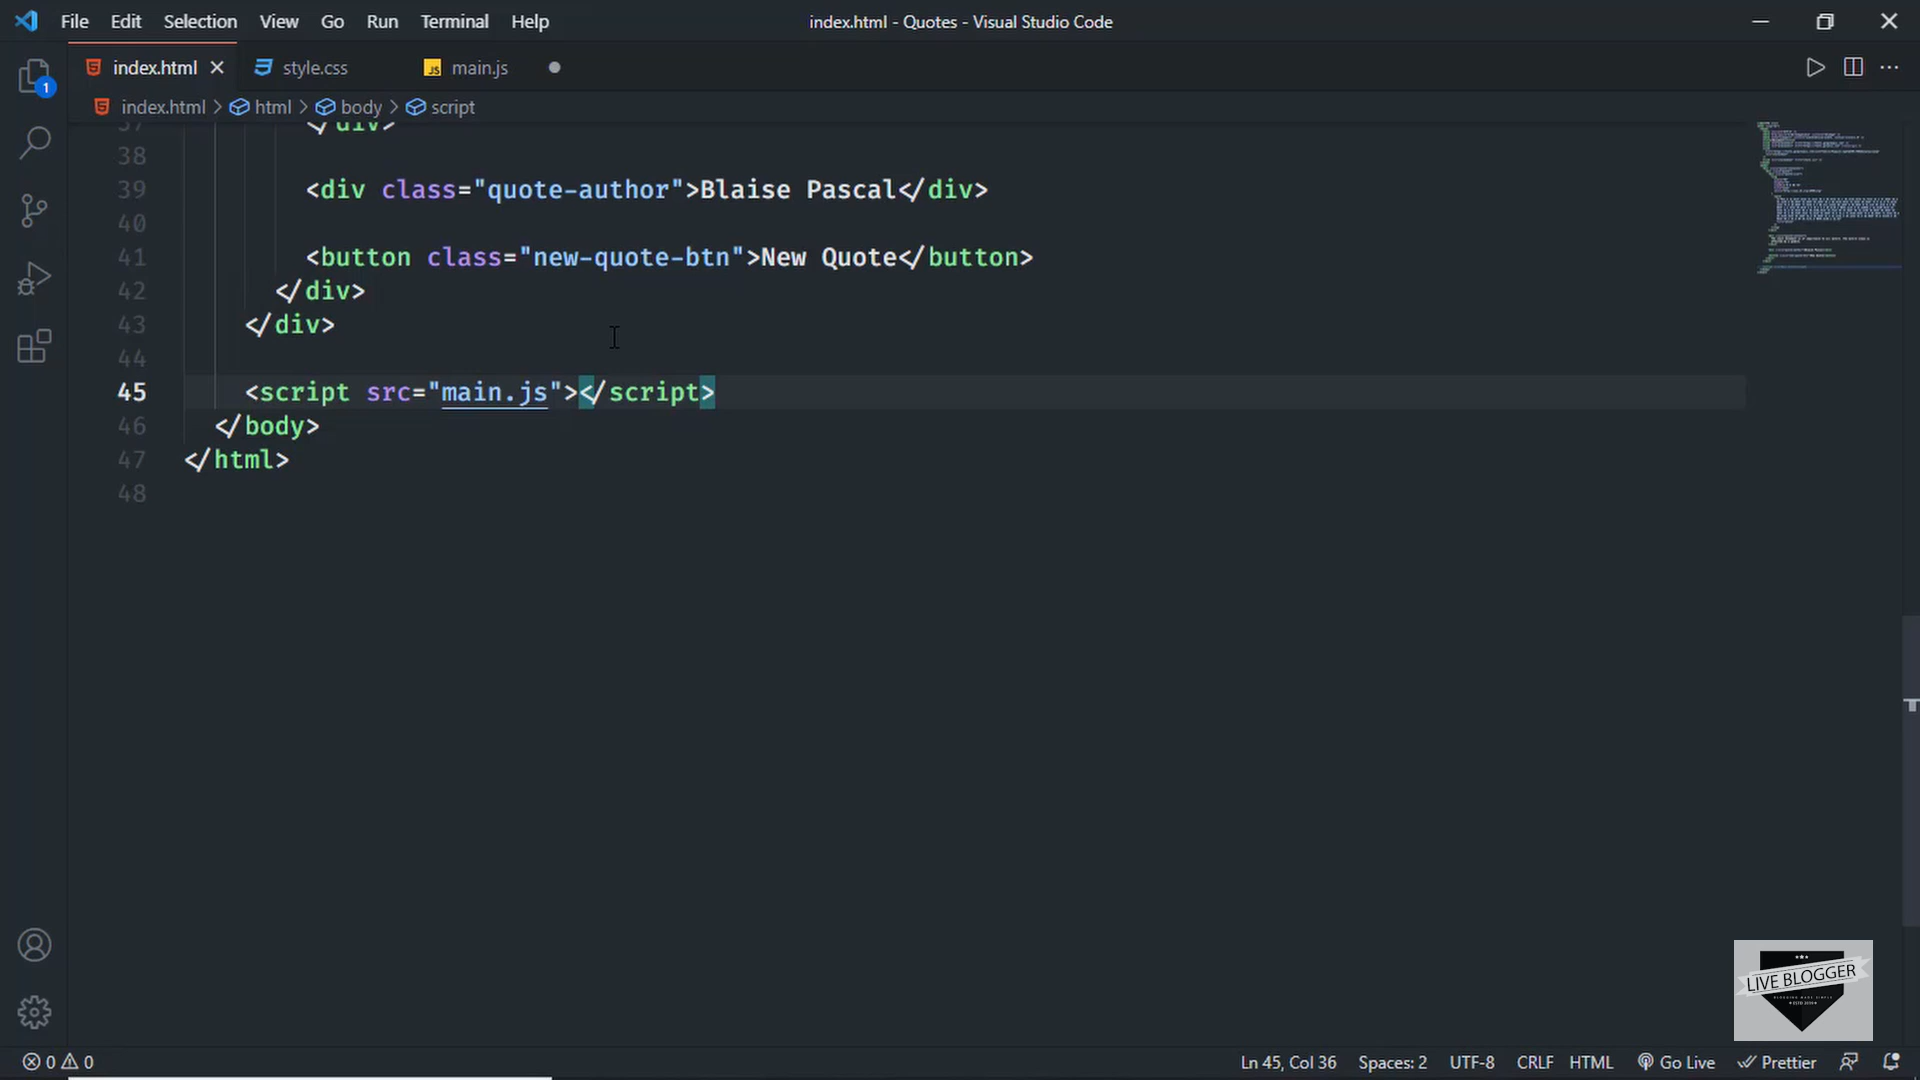 File Edit Selection View Go Run Terminal Help
index.html - Quotes - Visual Studio Code
1
index.html style.css JS main.js
index.html > html > body > script
37 </div>
38
39 <div class="quote-author">Blaise Pascal</div>
40
41 <button class="new-quote-btn">New Quote</button>
42 </div>
43 </div>
44
45 <script src="main.js"></script>
46 </body>
47 </html>
48
LIVE BLOGGER
0 0
Ln 45, Col 36 Spaces: 2 UTF-8 CRLF HTML Go Live Prettier